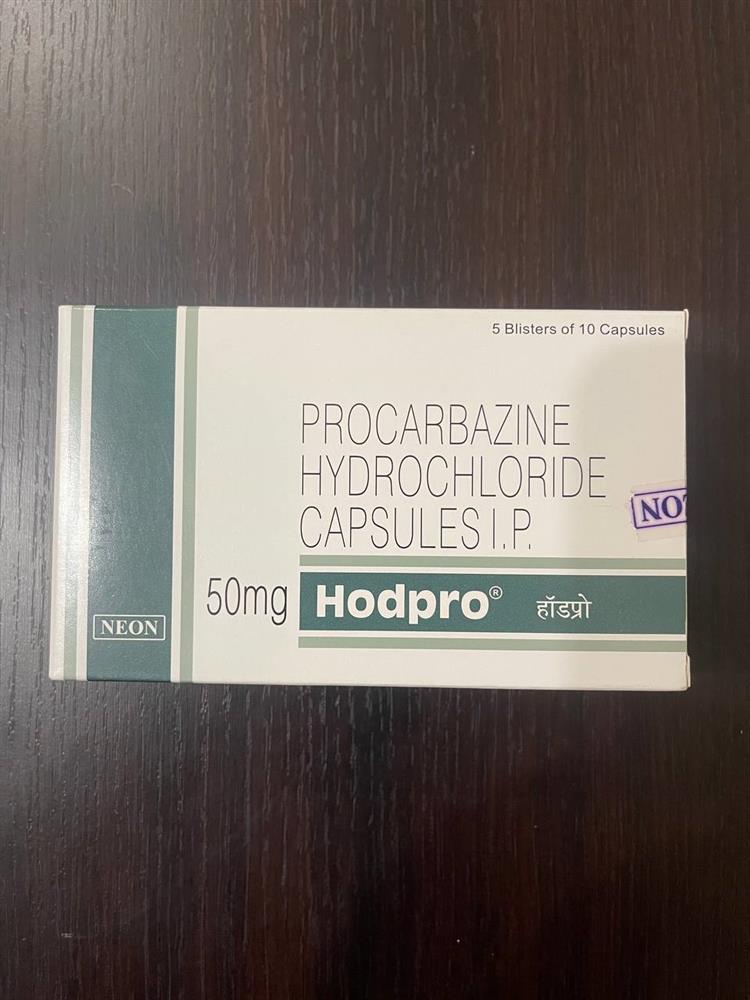 5 Blisters of 10 Capsules
PROCARBAZINE
HYDROCHLORIDE
CAPSULES I.P.
50mg Hodpro® हॉडप्रो
NEON